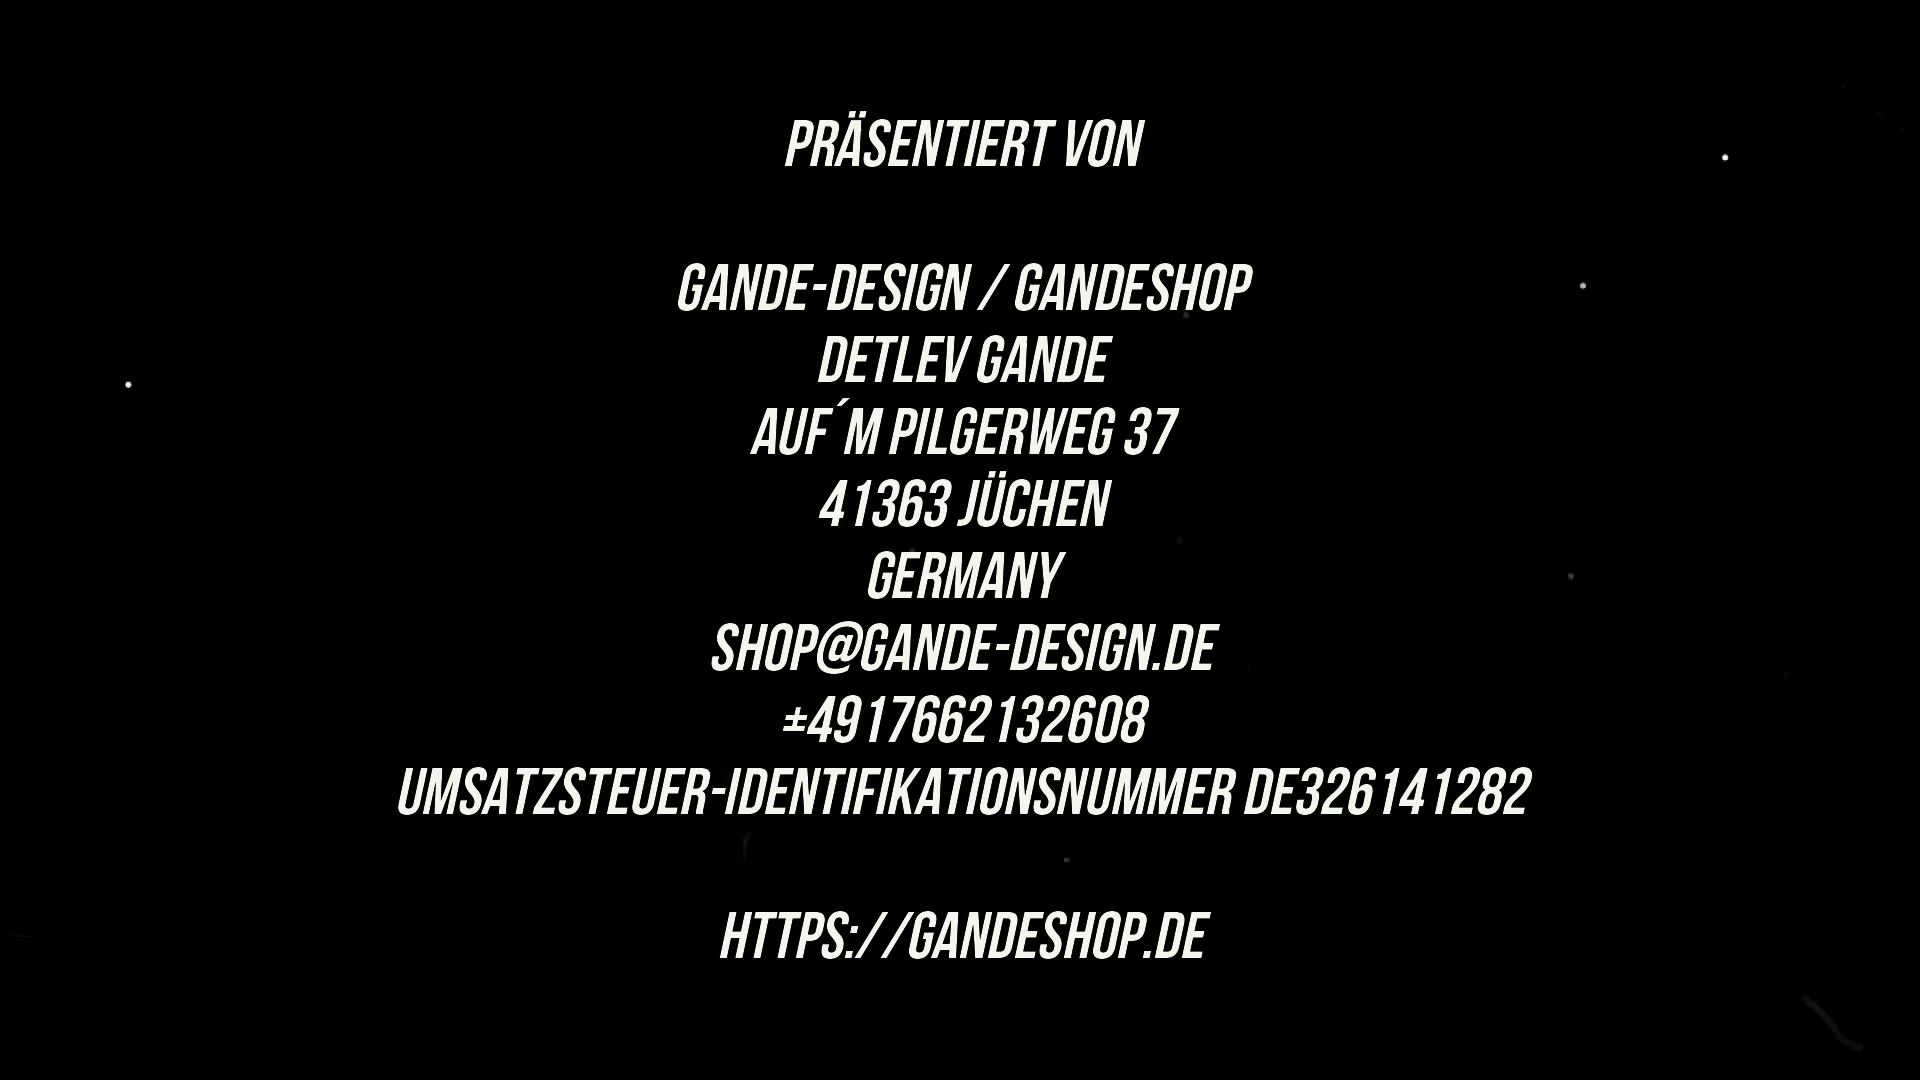 PRÄSENTIERT VON
GANDE-DESIGN / GANDESHOP
DETLEV GANDE
AUF´M PILGERWEG 37
41363 JÜCHEN
GERMANY
SHOP@GANDE-DESIGN.DE
±4917662132608
UMSATZSTEUER-IDENTIFIKATIONSNUMMER DE326141282
HTTPS://GANDESHOP.DE